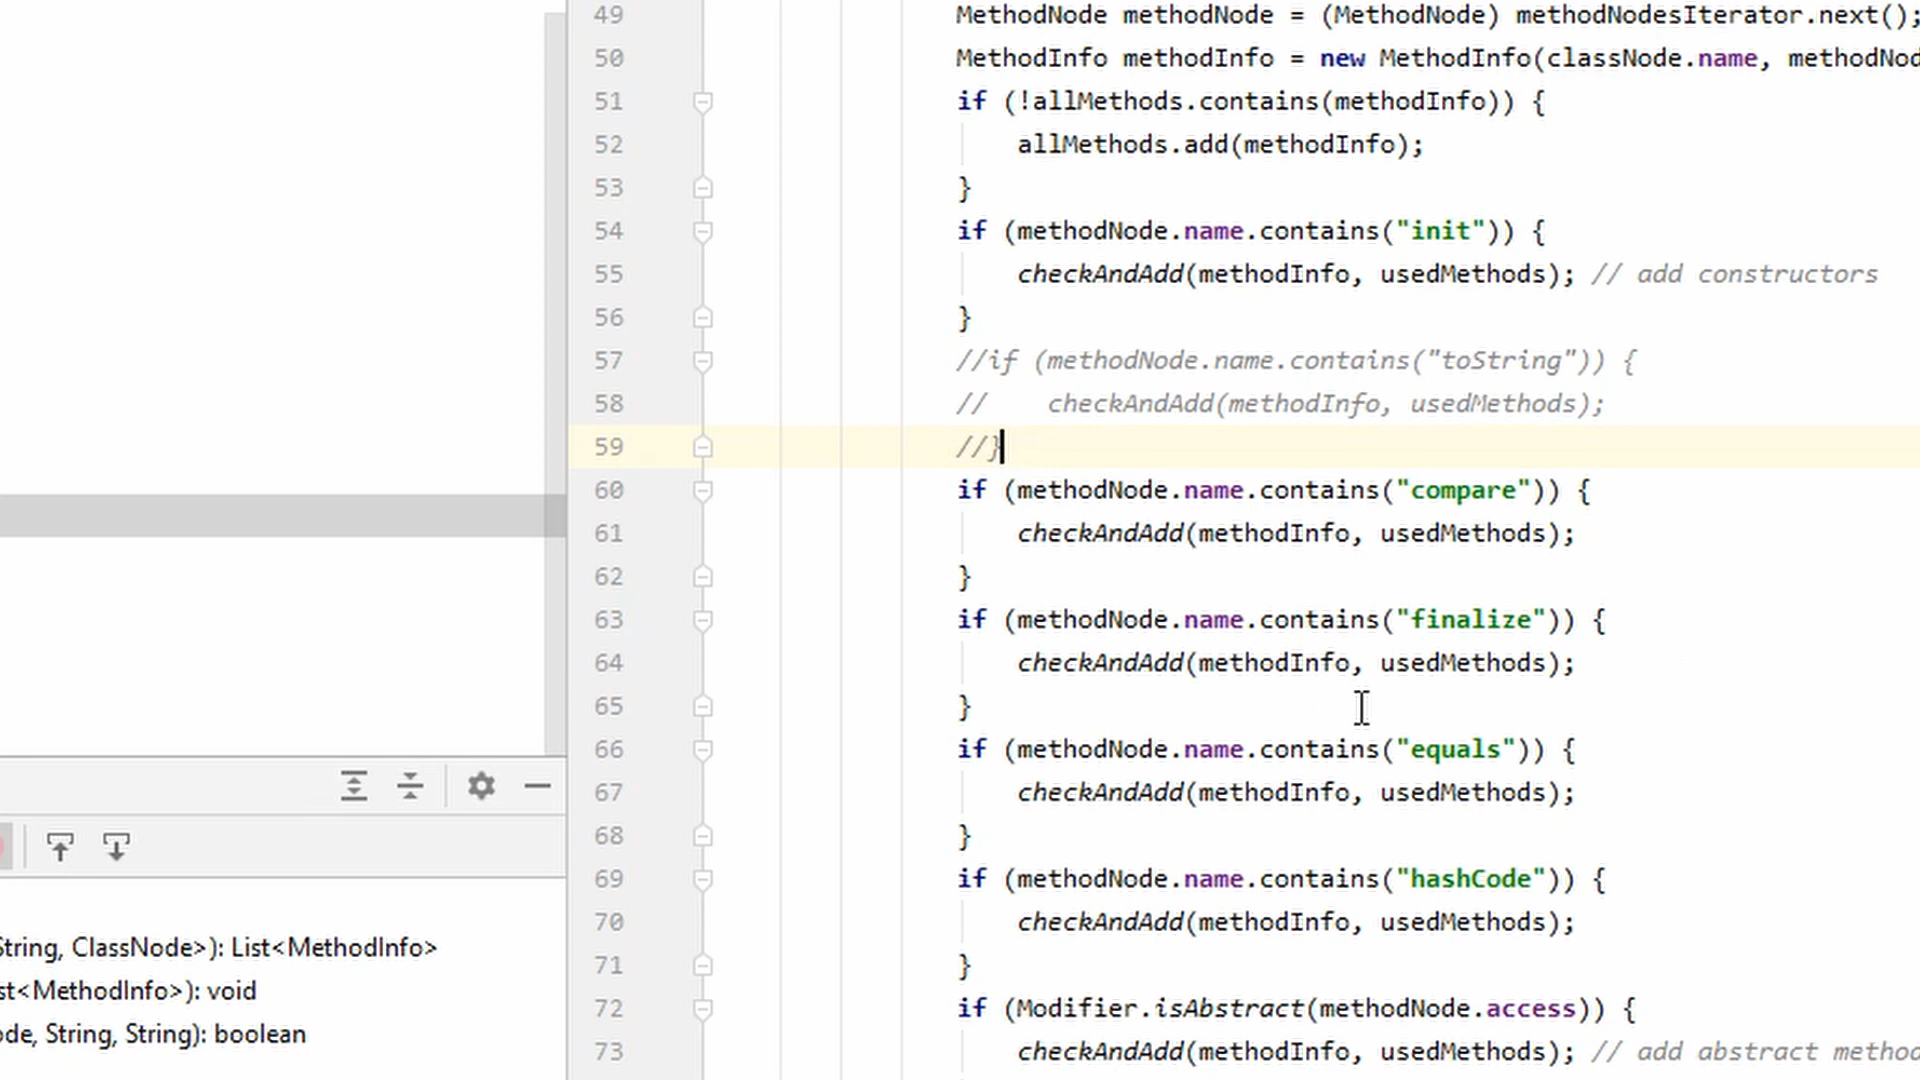 49 MethodNode methodNode = (MethodNode) methodNodesIterator.next();
50 MethodInfo methodInfo = new MethodInfo(classNode.name, methodNod
51 if (!allMethods.contains(methodInfo)) {
52 allMethods.add(methodInfo);
53 }
54 if (methodNode.name.contains("init")) {
55 checkAndAdd(methodInfo, usedMethods); // add constructors
56 }
57 //if (methodNode.name.contains("toString")) {
58 //    checkAndAdd(methodInfo, usedMethods);
59 //}
60 if (methodNode.name.contains("compare")) {
61 checkAndAdd(methodInfo, usedMethods);
62 }
63 if (methodNode.name.contains("finalize")) {
64 checkAndAdd(methodInfo, usedMethods);
65 }
66 if (methodNode.name.contains("equals")) {
67 checkAndAdd(methodInfo, usedMethods);
68 }
69 if (methodNode.name.contains("hashCode")) {
70 checkAndAdd(methodInfo, usedMethods);
71 }
72 if (Modifier.isAbstract(methodNode.access)) {
73 checkAndAdd(methodInfo, usedMethods); // add abstract metho
String, ClassNode>): List<MethodInfo>
st<MethodInfo>): void
ode, String, String): boolean